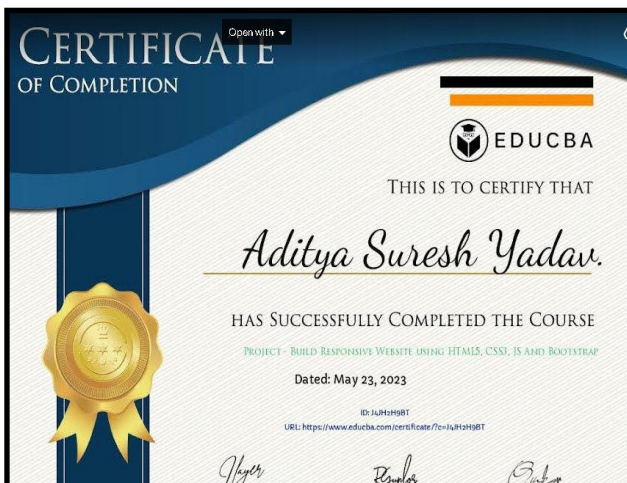 Open with
CERTIFICATE
OF COMPLETION
EDUCBA
THIS IS TO CERTIFY THAT
Aditya Suresh Yadav.
HAS SUCCESSFULLY COMPLETED THE COURSE
PROJECT - BUILD RESPONSIVE WEBSITE USING HTML5, CSS3, JS AND BOOTSTRAP
Dated: May 23, 2023
ID: J4JH2H9BT
URL: https://www.educba.com/certificate/?c=J4JH2H9BT